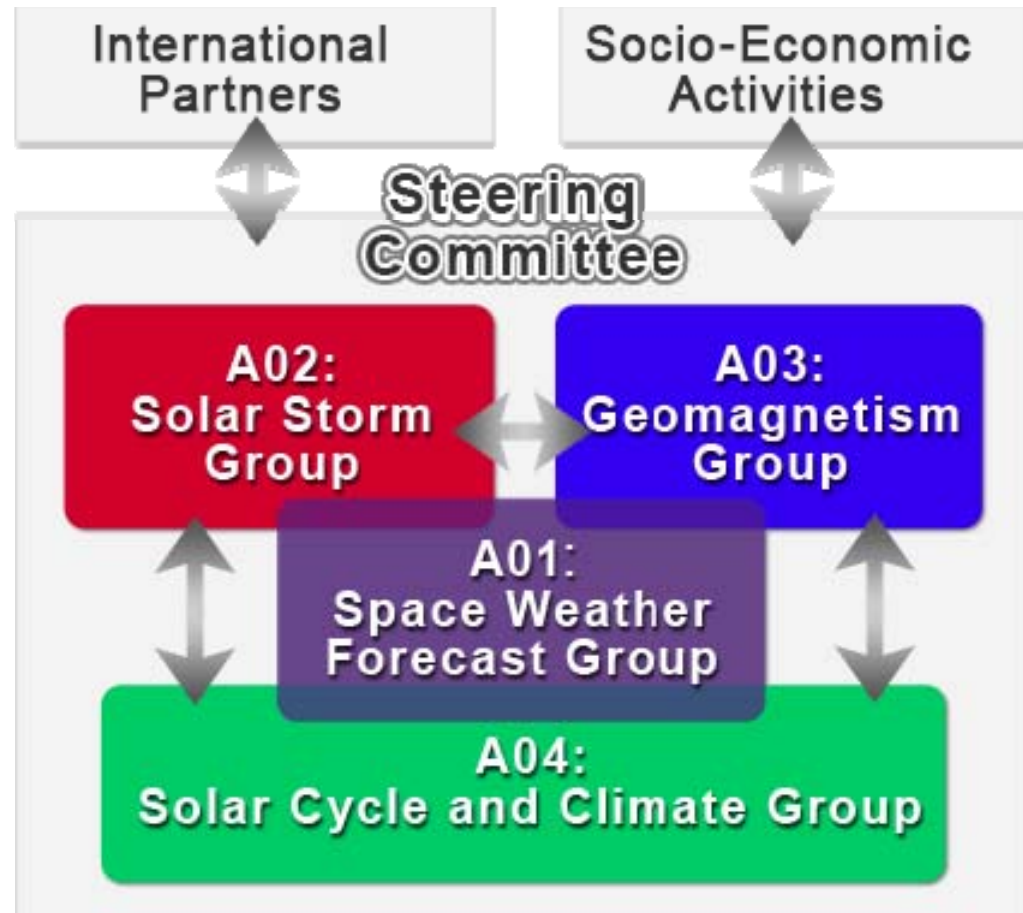 International
Partners
Socio-Economic
Activities
Steering
Committee
A02:
Solar Storm
Group
A03:
Geomagnetism
Group
A01:
Space Weather
Forecast Group
A04:
Solar Cycle and Climate Group